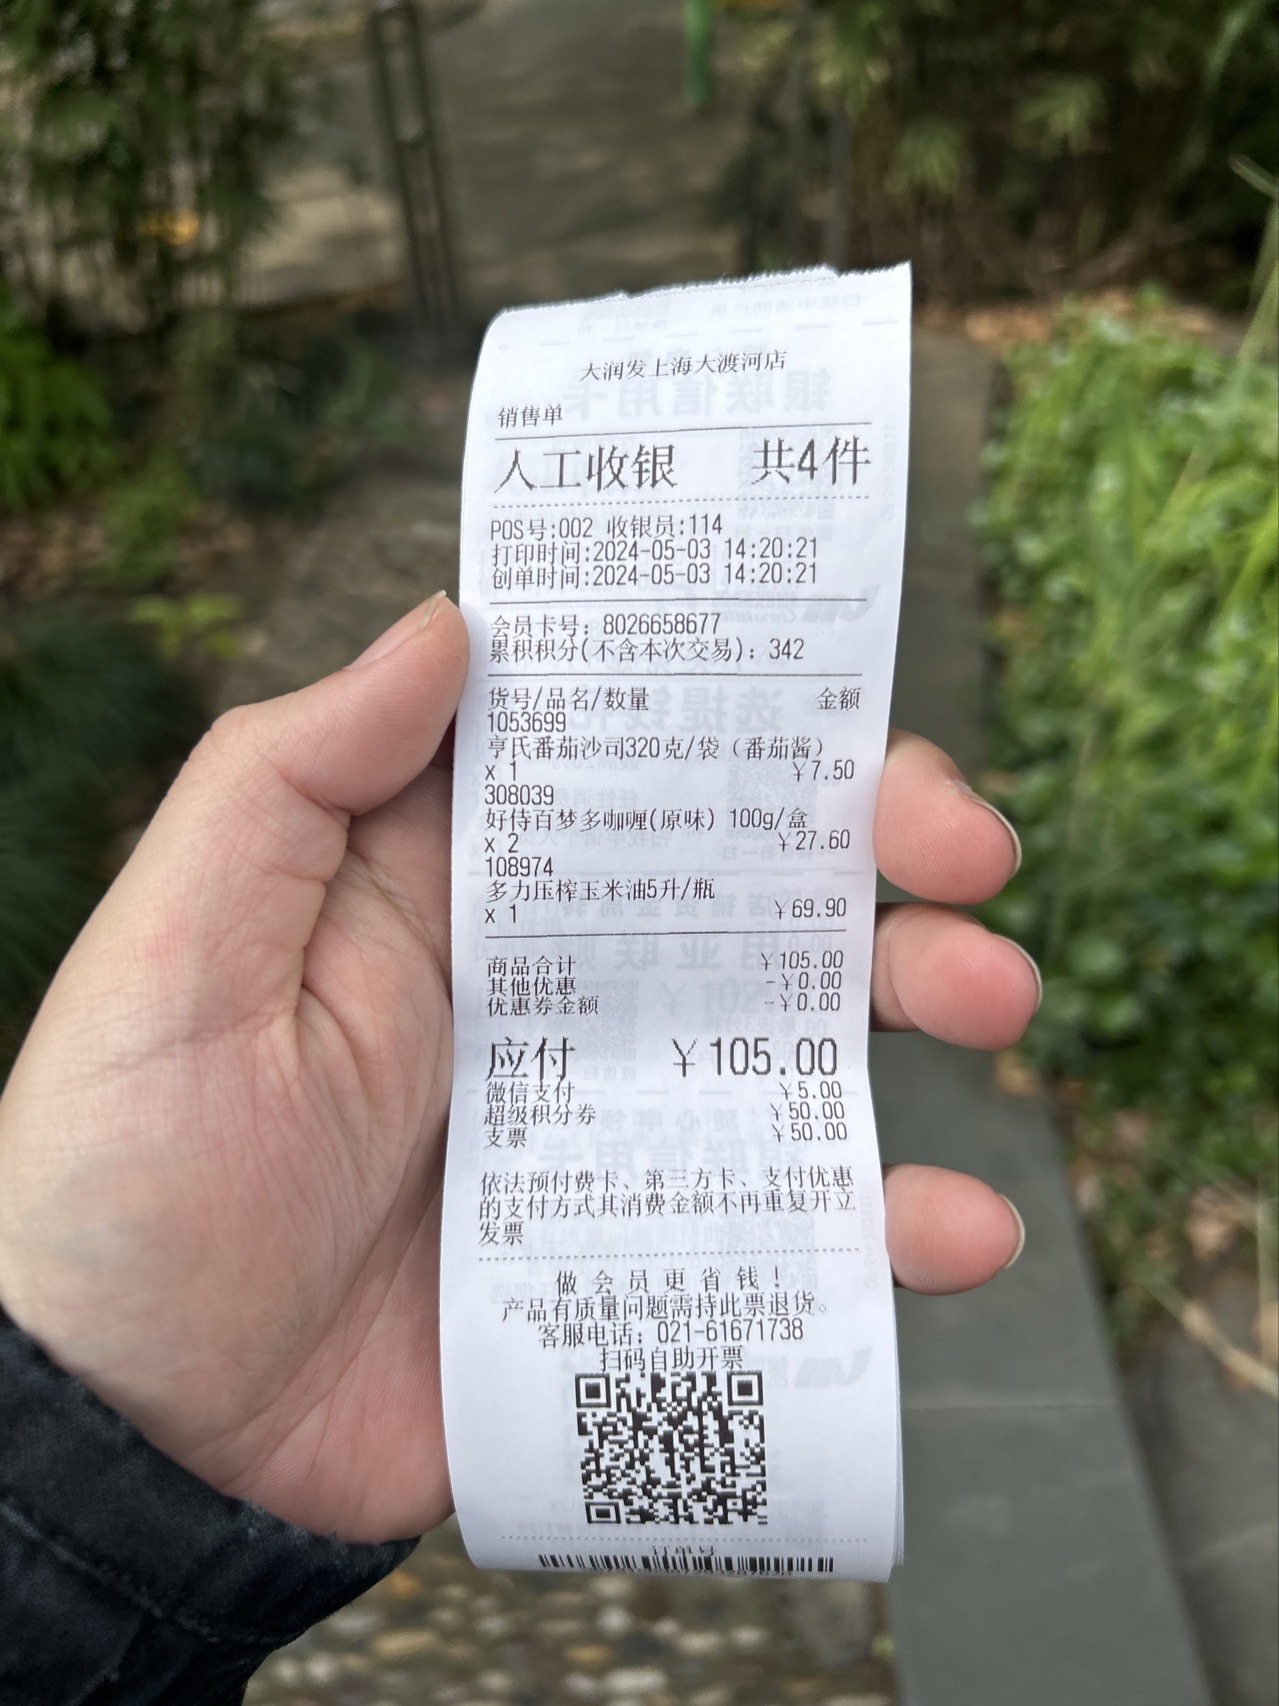 大润发上海大渡河店
销售单
人工收银 共4件
POS号:002 收银员:114
打印时间:2024-05-03 14:20:21
创单时间:2024-05-03 14:20:21
会员卡号: 8026658677
累积积分(不含本次交易): 342
货号/品名/数量 金额
1053699
亨氏番茄沙司320克/袋（番茄酱）
x 1 ￥7.50
308039
好侍百梦多咖喱(原味) 100g/盒
x 2 ￥27.60
108974
多力压榨玉米油5升/瓶
x 1 ￥69.90
商品合计 ￥105.00
其他优惠 -￥0.00
优惠券金额 -￥0.00
应付 ￥105.00
微信支付 ￥5.00
超级积分券 ￥50.00
支票 ￥50.00
依法预付费卡、第三方卡、支付优惠
的支付方式其消费金额不再重复开立
发票
做会员更省钱!
产品有质量问题需持此票退货。
客服电话: 021-61671738
扫码自助开票
订单号